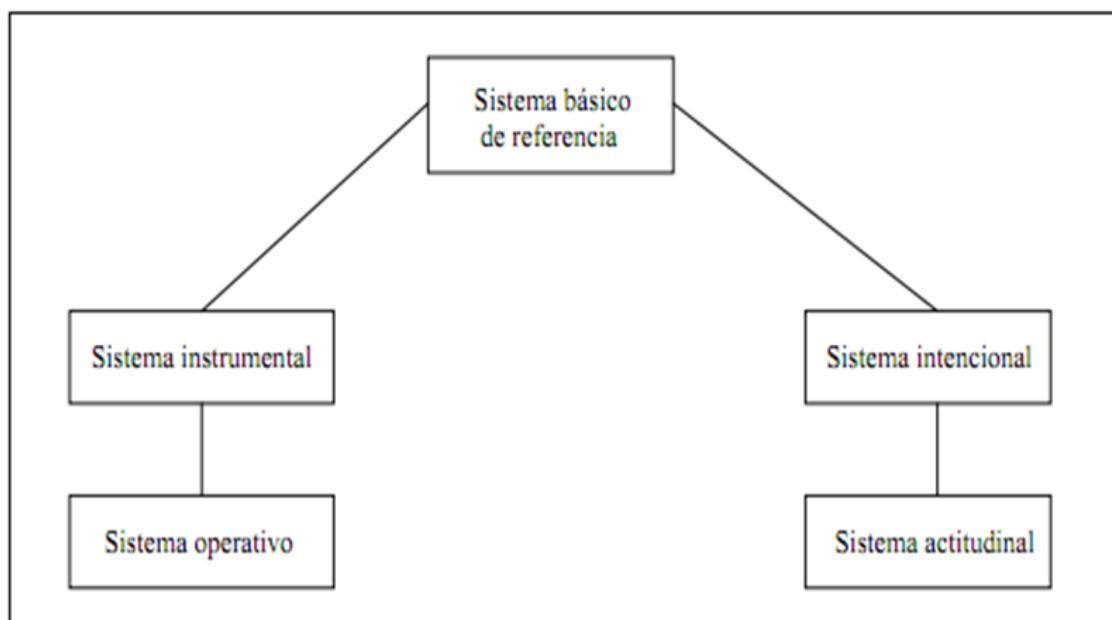 Sistema básico
de referencia
Sistema instrumental
Sistema intencional
Sistema operativo
Sistema actitudinal